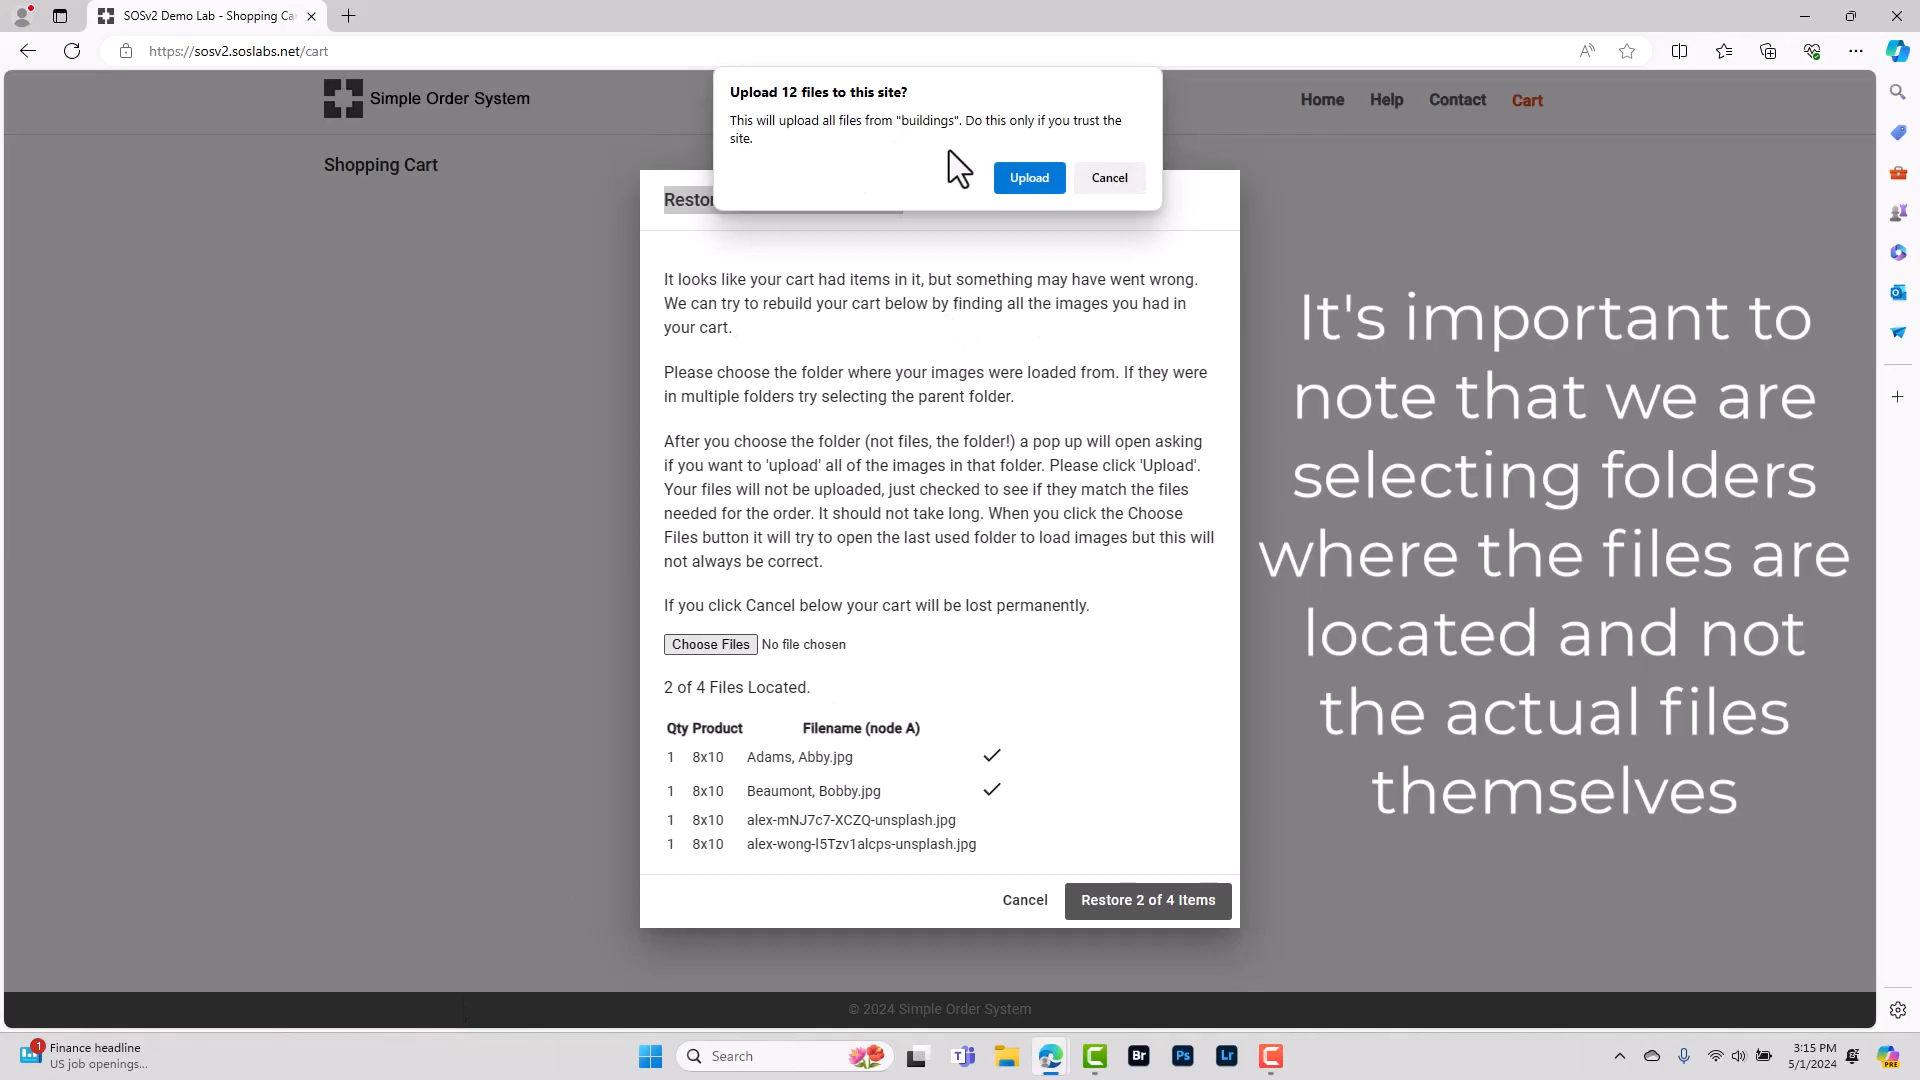 SOSv2 Demo Lab - Shopping Ca
https://sosv2.soslabs.net/cart
Simple Order System
Home
Help
Contact
Cart
Upload 12 files to this site?
This will upload all files from "buildings". Do this only if you trust the
site.
Upload
Cancel
Shopping Cart
Restor
It looks like your cart had items in it, but something may have went wrong.
We can try to rebuild your cart below by finding all the images you had in
your cart.
Please choose the folder where your images were loaded from. If they were
in multiple folders try selecting the parent folder.
After you choose the folder (not files, the folder!) a pop up will open asking
if you want to 'upload' all of the images in that folder. Please click 'Upload'.
Your files will not be uploaded, just checked to see if they match the files
needed for the order. It should not take long. When you click the Choose
Files button it will try to open the last used folder to load images but this will
not always be correct.
If you click Cancel below your cart will be lost permanently.
Choose Files No file chosen
2 of 4 Files Located.
Qty Product Filename (node A)
1 8x10 Adams, Abby.jpg
1 8x10 Beaumont, Bobby.jpg
1 8x10 alex-mNJ7c7-XCZQ-unsplash.jpg
1 8x10 alex-wong-l5Tzv1alcps-unsplash.jpg
Cancel
Restore 2 of 4 Items
It's important to
note that we are
selecting folders
where the files are
located and not
the actual files
themselves
© 2024 Simple Order System
1
Finance headline
US job openings...
Search
Br
Ps
Lr
3:15 PM
5/1/2024
PRE